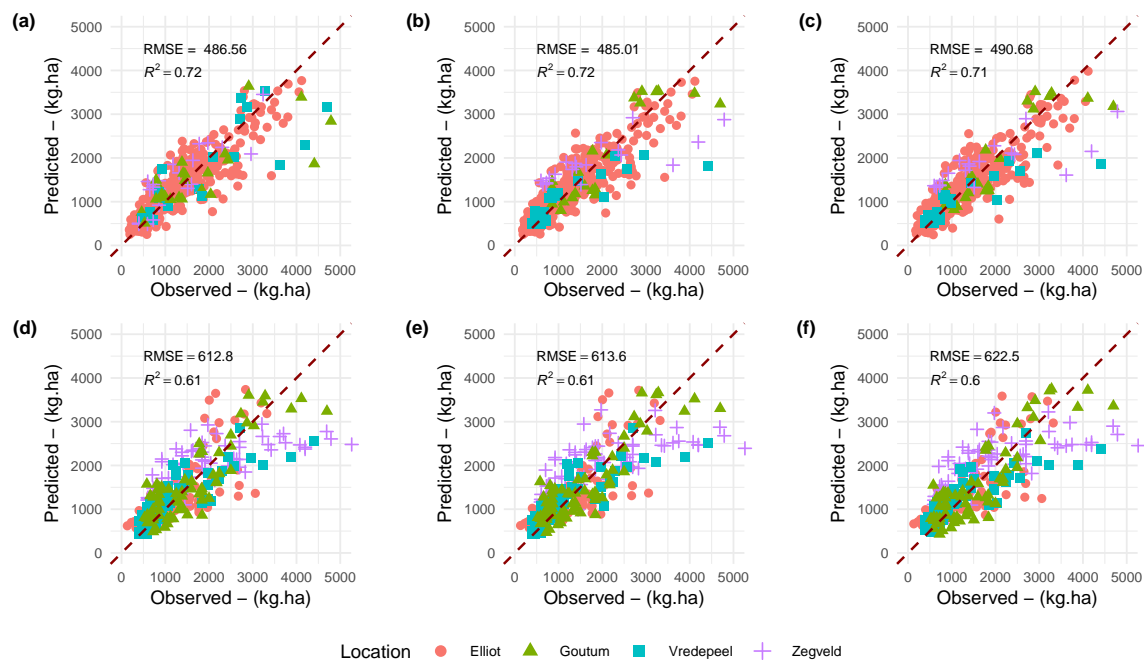 (a) (b) (c)
5000 5000 5000
RMSE = 486.56 RMSE = 485.01 RMSE = 490.68
4000 4000 4000
R² = 0.72 R² = 0.72 R² = 0.71
3000 3000 3000
2000 2000 2000
1000 1000 1000
0 0 0
Predicted − (kg.ha) Predicted − (kg.ha) Predicted − (kg.ha)
0 1000 2000 3000 4000 5000 0 1000 2000 3000 4000 5000 0 1000 2000 3000 4000 5000
Observed − (kg.ha) Observed − (kg.ha) Observed − (kg.ha)
(d) (e) (f)
5000 5000 5000
RMSE = 612.8 RMSE = 613.6 RMSE = 622.5
4000 4000 4000
R² = 0.61 R² = 0.61 R² = 0.6
3000 3000 3000
2000 2000 2000
1000 1000 1000
0 0 0
Predicted − (kg.ha) Predicted − (kg.ha) Predicted − (kg.ha)
0 1000 2000 3000 4000 5000 0 1000 2000 3000 4000 5000 0 1000 2000 3000 4000 5000
Observed − (kg.ha) Observed − (kg.ha) Observed − (kg.ha)
Location Elliot Goutum Vredepeel Zegveld